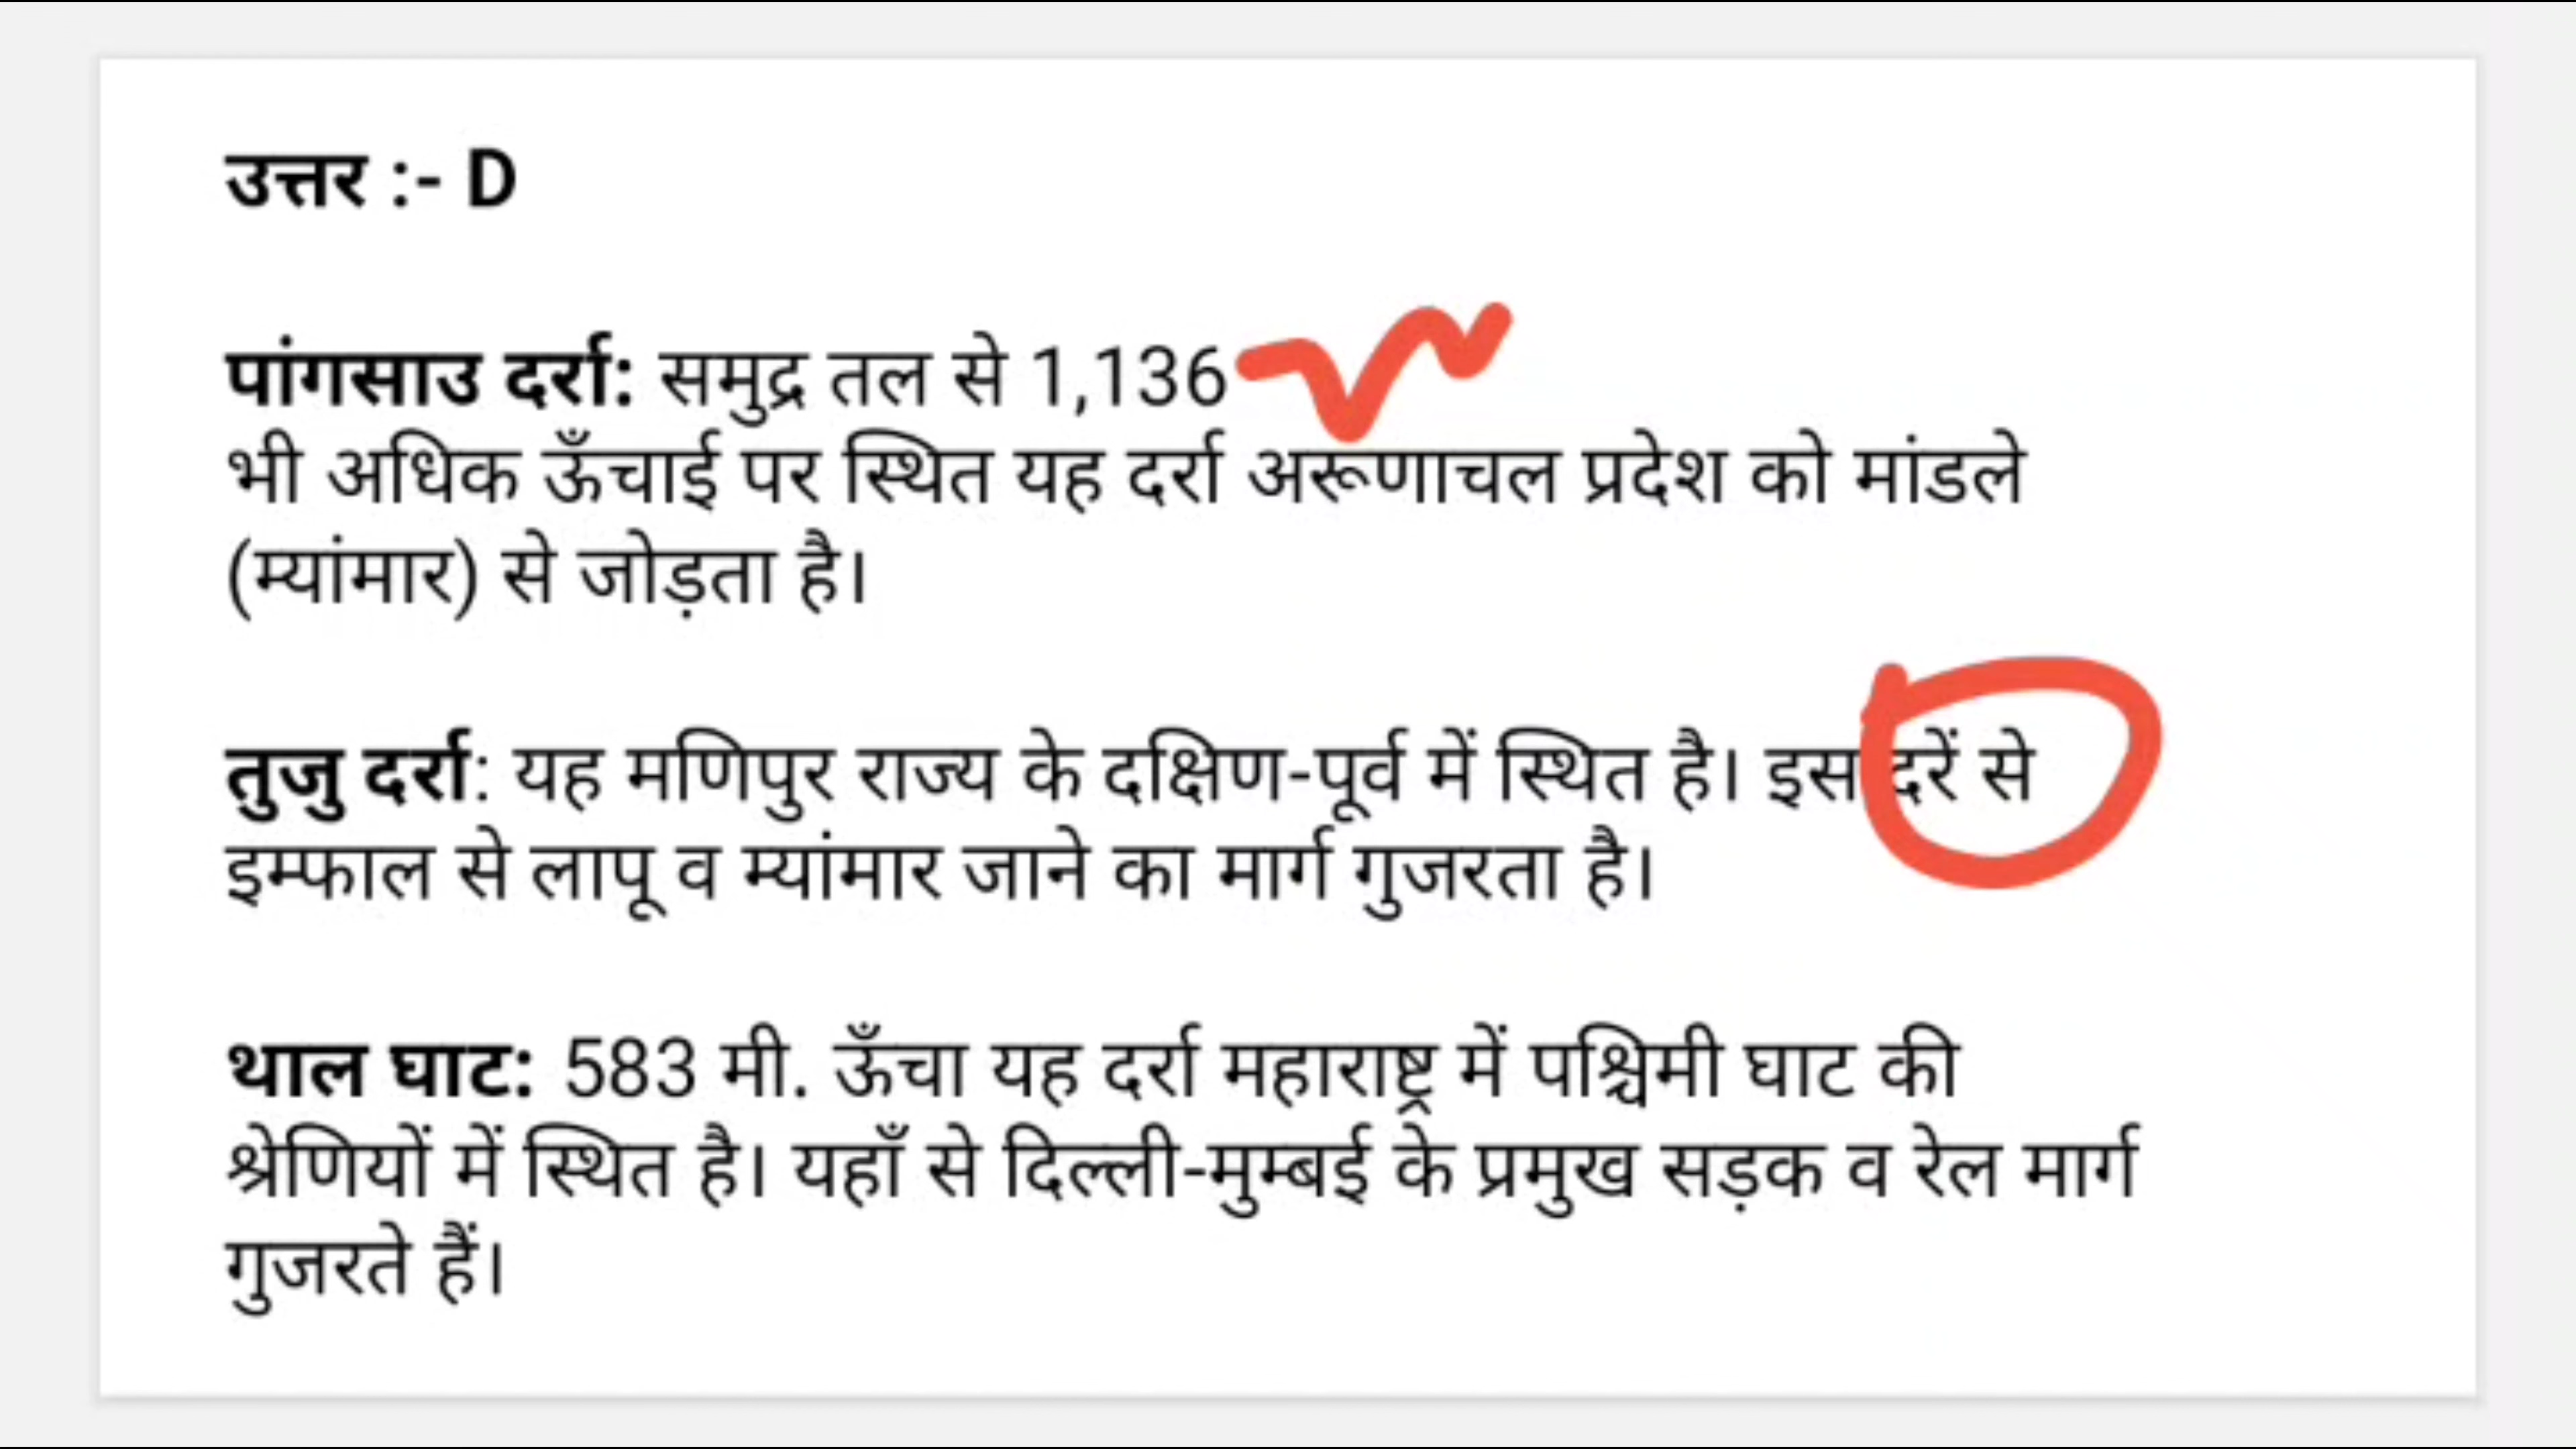 उत्तर :- D
पांगसाउ दर्रा: समुद्र तल से 1,136
भी अधिक ऊँचाई पर स्थित यह दर्रा अरूणाचल प्रदेश को मांडले
(म्यांमार) से जोड़ता है।
तुजु दर्रा: यह मणिपुर राज्य के दक्षिण-पूर्व में स्थित है। इस दरें से
इम्फाल से लापू व म्यांमार जाने का मार्ग गुजरता है।
थाल घाट: 583 मी. ऊँचा यह दर्रा महाराष्ट्र में पश्चिमी घाट की
श्रेणियों में स्थित है। यहाँ से दिल्ली-मुम्बई के प्रमुख सड़क व रेल मार्ग
गुजरते हैं।